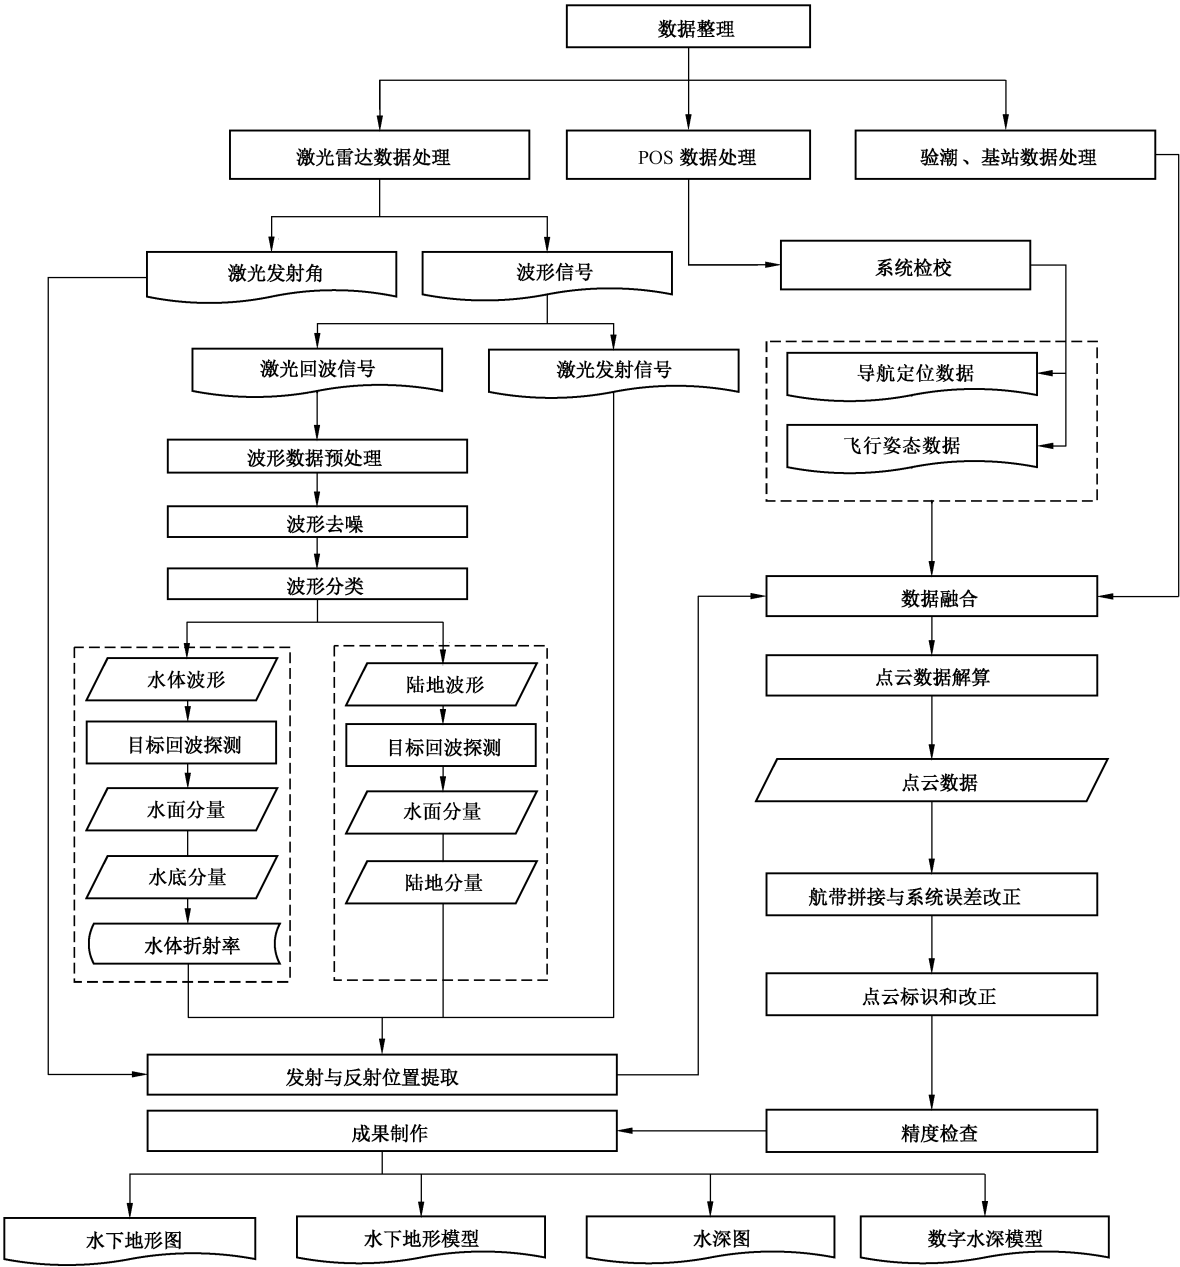 数据整理
激光雷达数据处理
POS 数据处理
验潮、基站数据处理
激光发射角
波形信号
系统检校
激光回波信号
激光发射信号
导航定位数据
飞行姿态数据
波形数据预处理
波形去噪
波形分类
数据融合
水体波形
陆地波形
点云数据解算
目标回波探测
目标回波探测
点云数据
水面分量
水面分量
水底分量
陆地分量
航带拼接与系统误差改正
水体折射率
点云标识和改正
发射与反射位置提取
成果制作
精度检查
水下地形图
水下地形模型
水深图
数字水深模型